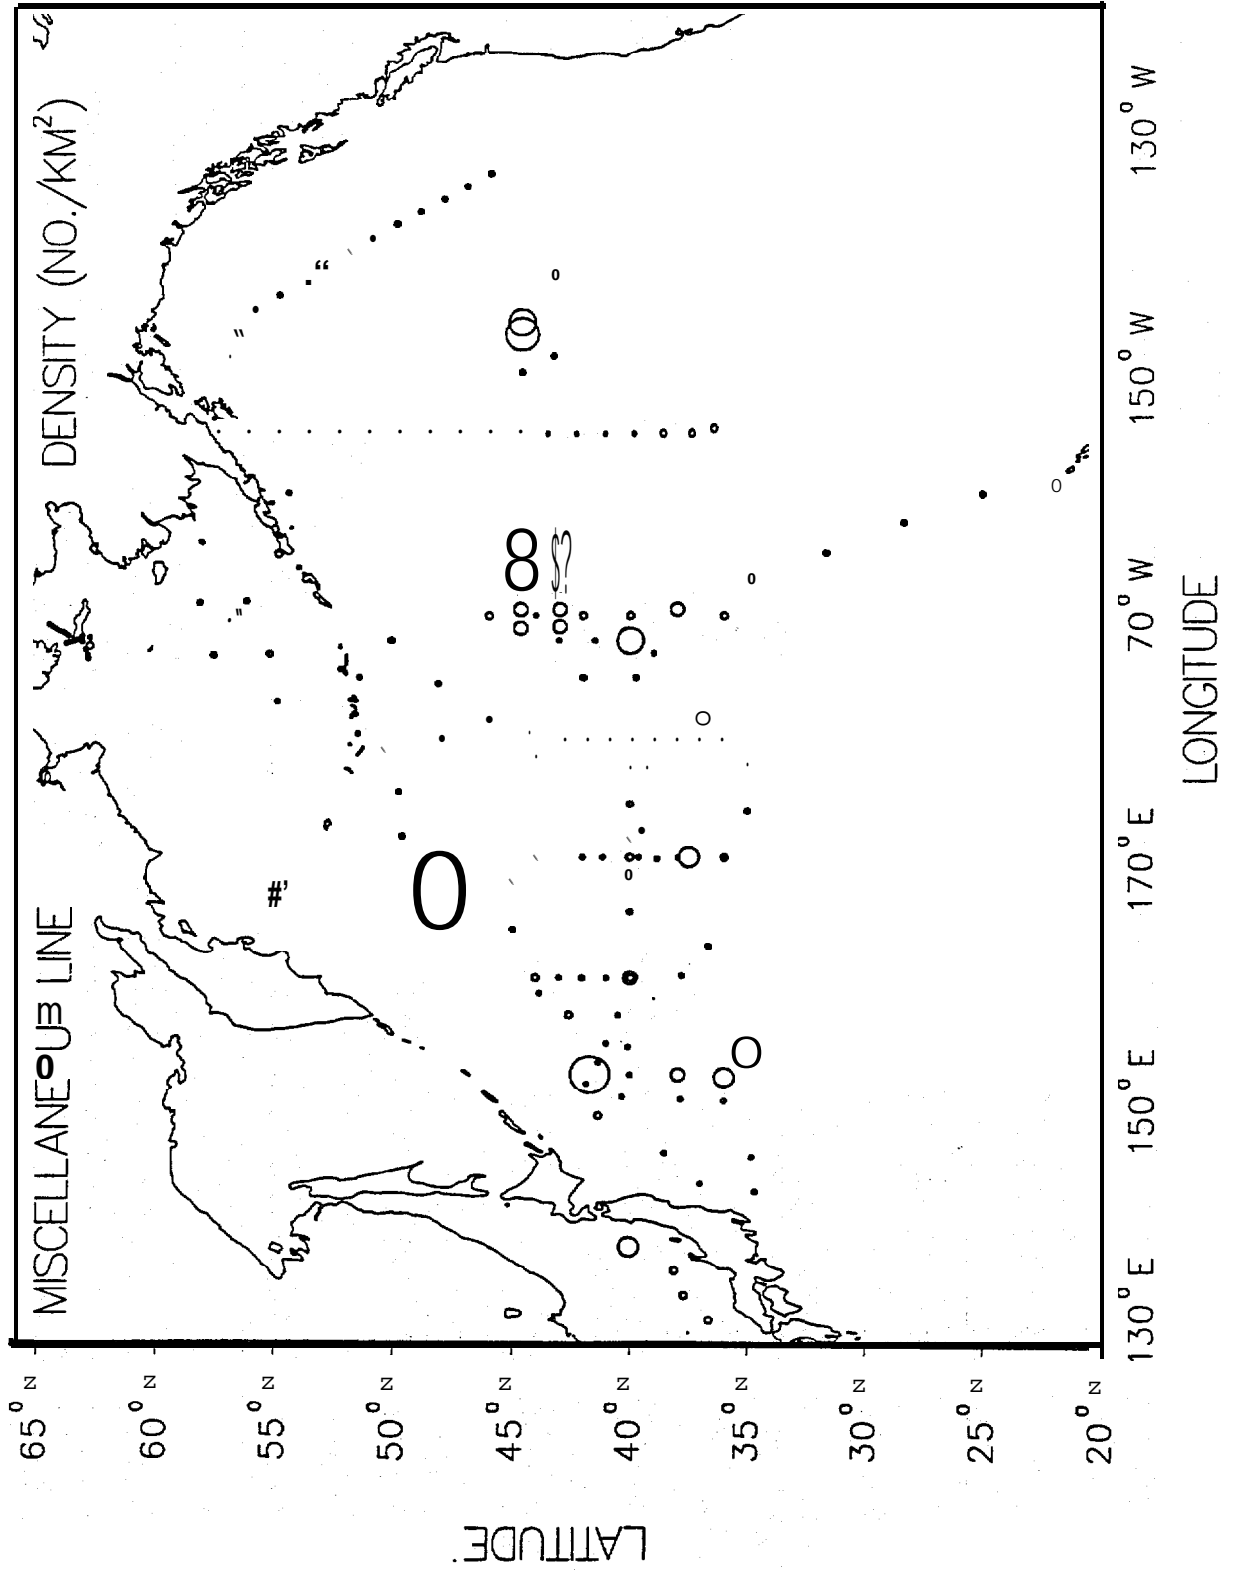 MISCELLANEOUS LINE DENSITY (NO./KM²)
65° N
60° N
55° N
50° N
45° N
40° N
35° N
30° N
25° N
20° N
LATITUDE
130° E
150° E
170° E
70° W
150° W
130° W
LONGITUDE